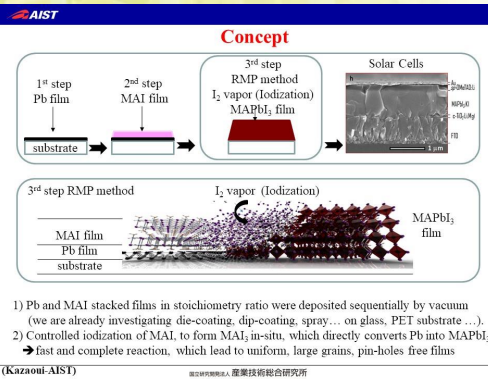 AIST
Concept
1st step
Pb film
substrate
2nd step
MAI film
3rd step
RMP method
I2 vapor (Iodization)
MAPbI3 film
Solar Cells
h
Au
MAPbI3
FTO
1 µm
3rd step RMP method
I2 vapor (Iodization)
MAI film
Pb film
substrate
MAPbI3
film
1) Pb and MAI stacked films in stoichiometry ratio were deposited sequentially by vacuum
(we are already investigating die-coating, dip-coating, spray… on glass, PET substrate …).
2) Controlled iodization of MAI, to form MAI3 in-situ, which directly converts Pb into MAPbI3
➔fast and complete reaction, which lead to uniform, large grains, pin-holes free films
(Kazaoui-AIST)
国立研究開発法人 産業技術総合研究所